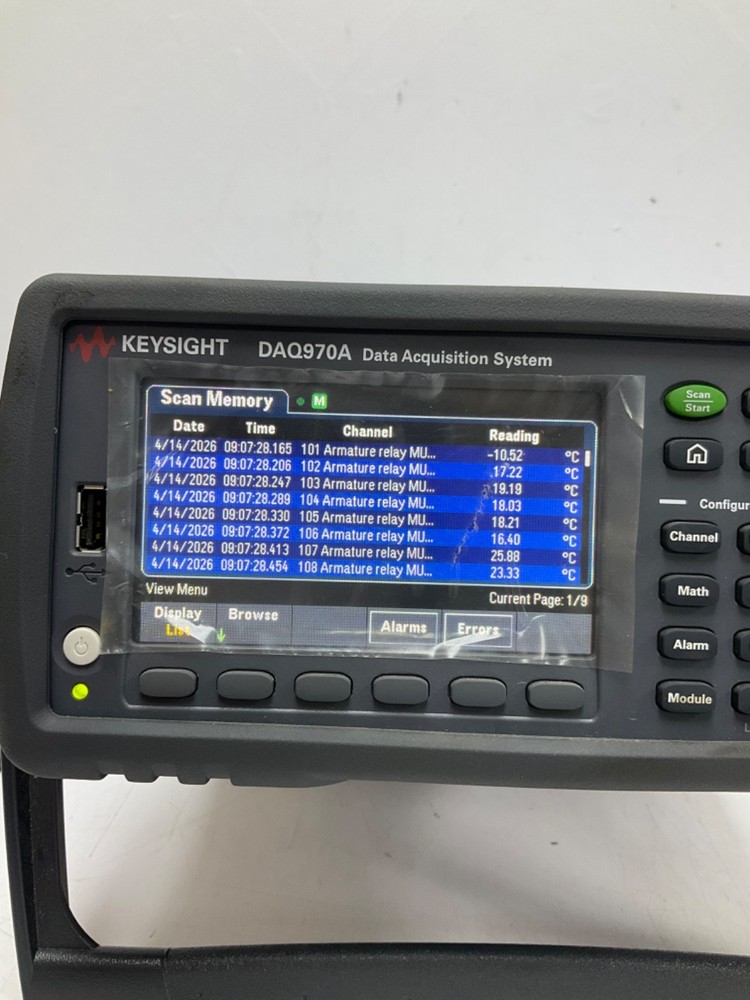 KEYSIGHT DAQ970A Data Acquisition System
Scan Memory M
Date Time Channel Reading
4/14/2026 09:07:28.165 101 Armature relay MU... -10.52 °C
4/14/2026 09:07:28.206 102 Armature relay MU... 17.22 °C
4/14/2026 09:07:28.247 103 Armature relay MU... 19.19 °C
4/14/2026 09:07:28.289 104 Armature relay MU... 18.03 °C
4/14/2026 09:07:28.330 105 Armature relay MU... 18.21 °C
4/14/2026 09:07:28.372 106 Armature relay MU... 16.40 °C
4/14/2026 09:07:28.413 107 Armature relay MU... 25.88 °C
4/14/2026 09:07:28.454 108 Armature relay MU... 23.33 °C
View Menu Current Page: 1/9
Display Browse Alarms Errors
List
Scan
Start
Configur
Channel
Math
Alarm
Module